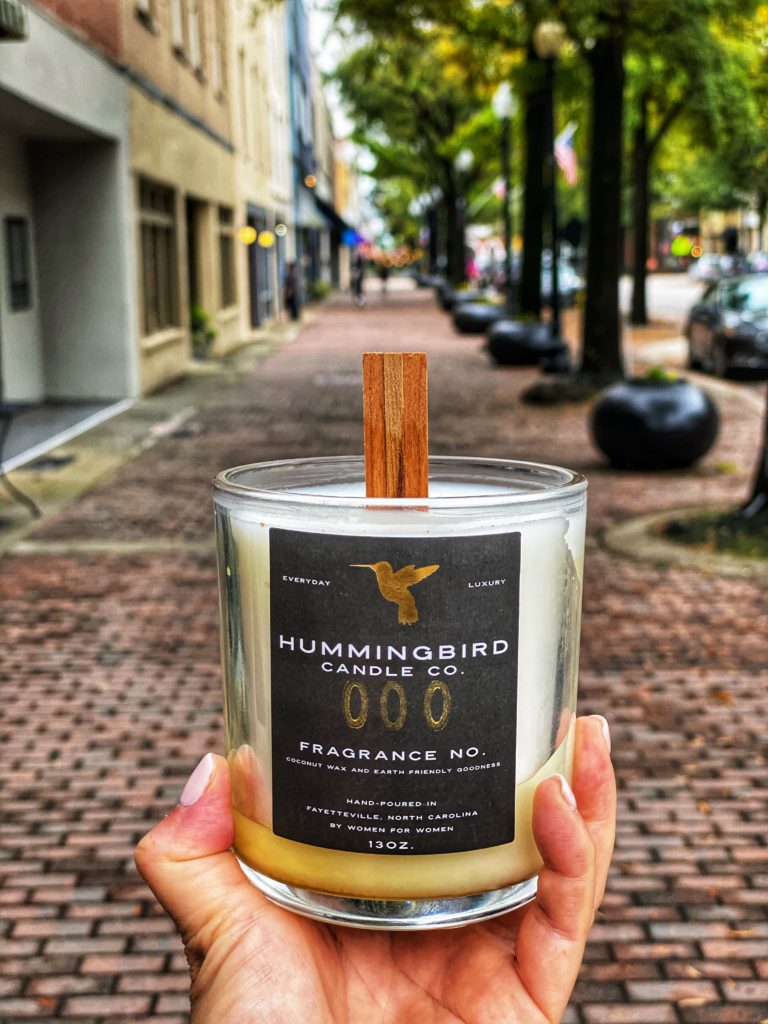 EVERYDAY LUXURY
HUMMINGBIRD
CANDLE CO.
000
FRAGRANCE NO.
COCONUT WAX AND EARTH FRIENDLY GOODNESS
HAND-POURED IN
FAYETTEVILLE, NORTH CAROLINA
BY WOMEN FOR WOMEN
13OZ.